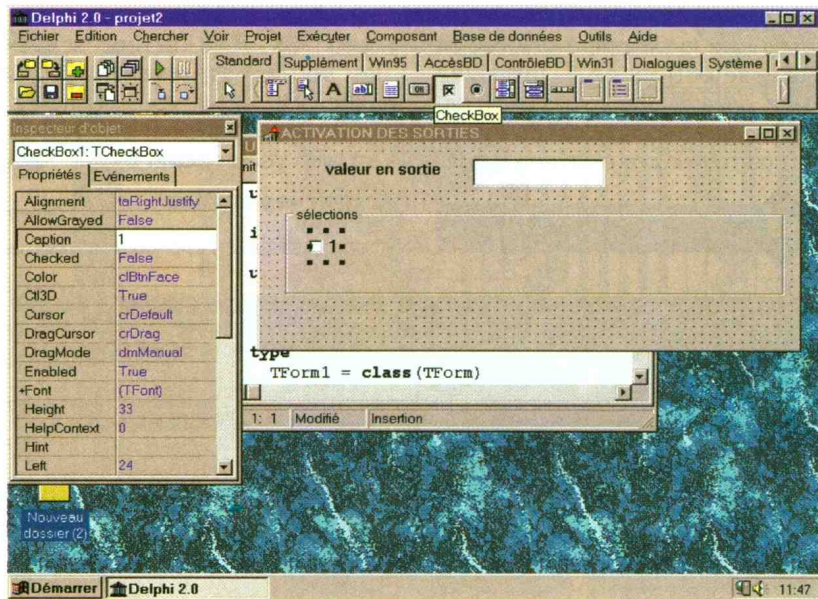 Delphi 2.0 - projet2
Fichier Edition Chercher Voir Projet Exécuter Composant Base de données Outils Aide
Standard Supplément Win95 AccèsBD ContrôleBD Win31 Dialogues Système
CheckBox
Inspecteur d'objet
CheckBox1: TCheckBox
Propriétés Evénements
Alignment taRightJustify
AllowGrayed False
Caption 1
Checked False
Color clBtnFace
Ctl3D True
Cursor crDefault
DragCursor crDrag
DragMode dmManual
Enabled True
+Font (TFont)
Height 33
HelpContext 0
Hint
Left 24
ACTIVATION DES SORTIES
valeur en sortie
sélections
1
type
TForm1 = class(TForm)
1: 1 Modifié Insertion
Nouveau
dossier (2)
Démarrer Delphi 2.0 11:47